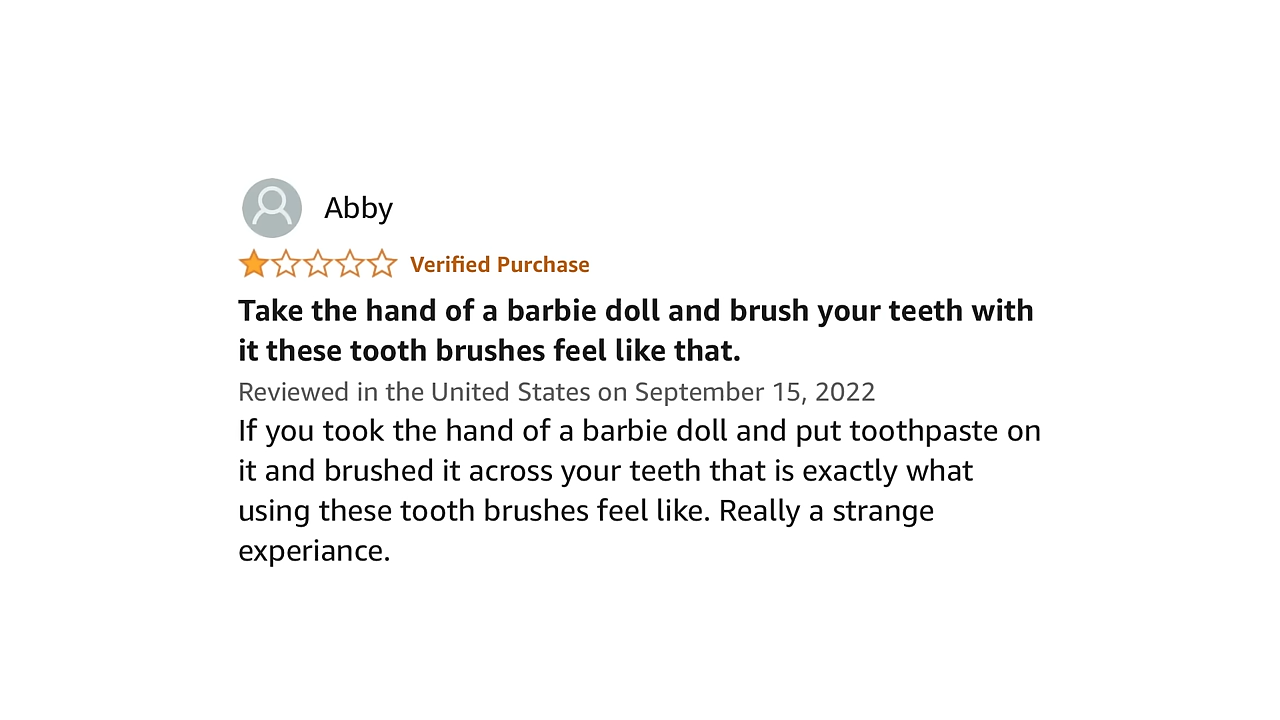 Abby
Verified Purchase
Take the hand of a barbie doll and brush your teeth with
it these tooth brushes feel like that.
Reviewed in the United States on September 15, 2022
If you took the hand of a barbie doll and put toothpaste on
it and brushed it across your teeth that is exactly what
using these tooth brushes feel like. Really a strange
experiance.